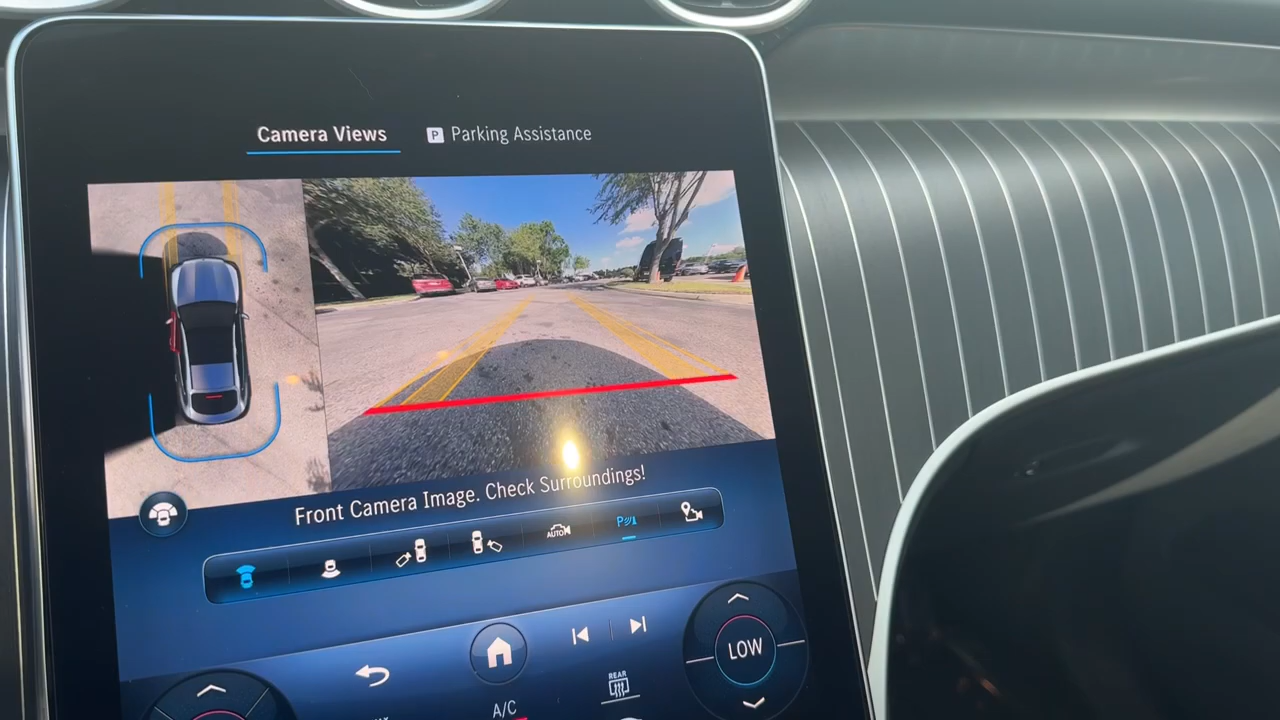 Camera Views
P Parking Assistance
Front Camera Image. Check Surroundings!
AUTO
P
LOW
REAR
A/C